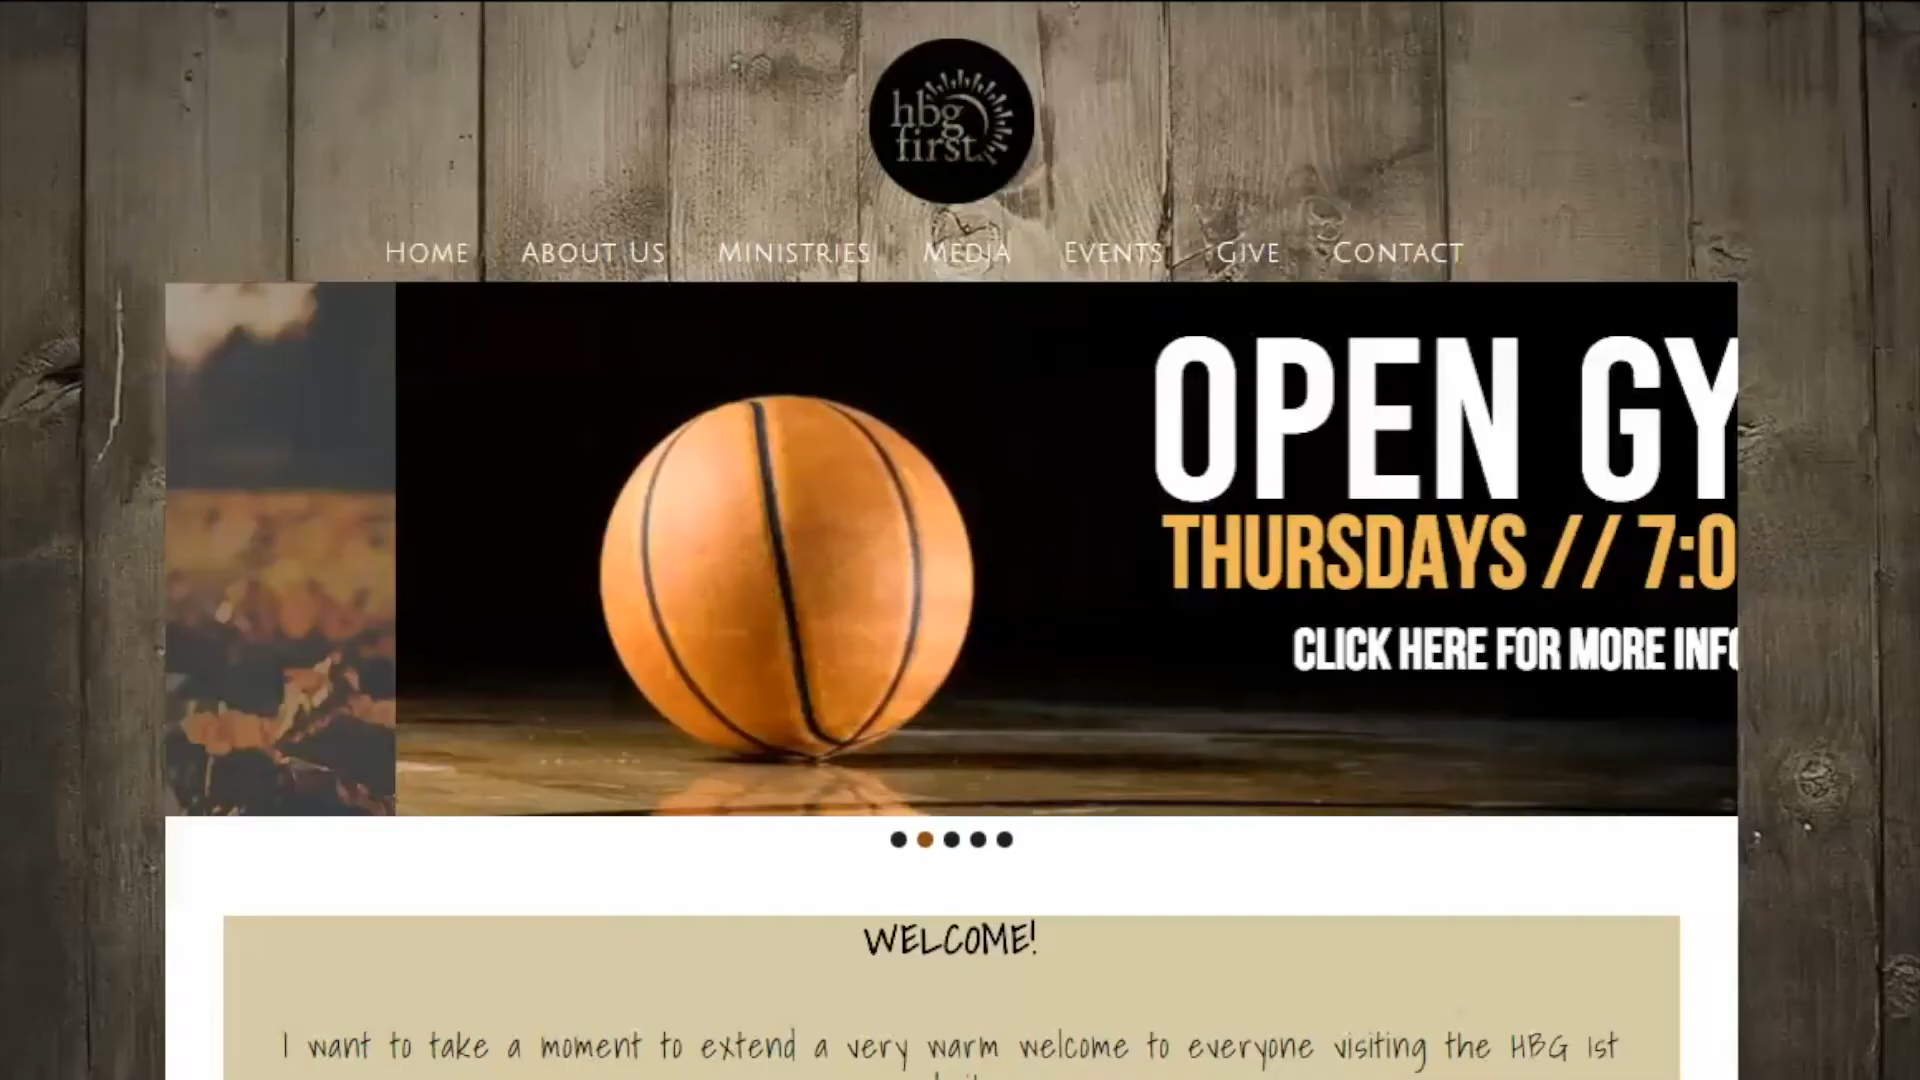 hbg
first
HOME ABOUT US MINISTRIES MEDIA EVENTS GIVE CONTACT
OPEN GY
THURSDAYS // 7:0
CLICK HERE FOR MORE INFO
WELCOME!
I want to take a moment to extend a very warm welcome to everyone visiting the HBG 1st